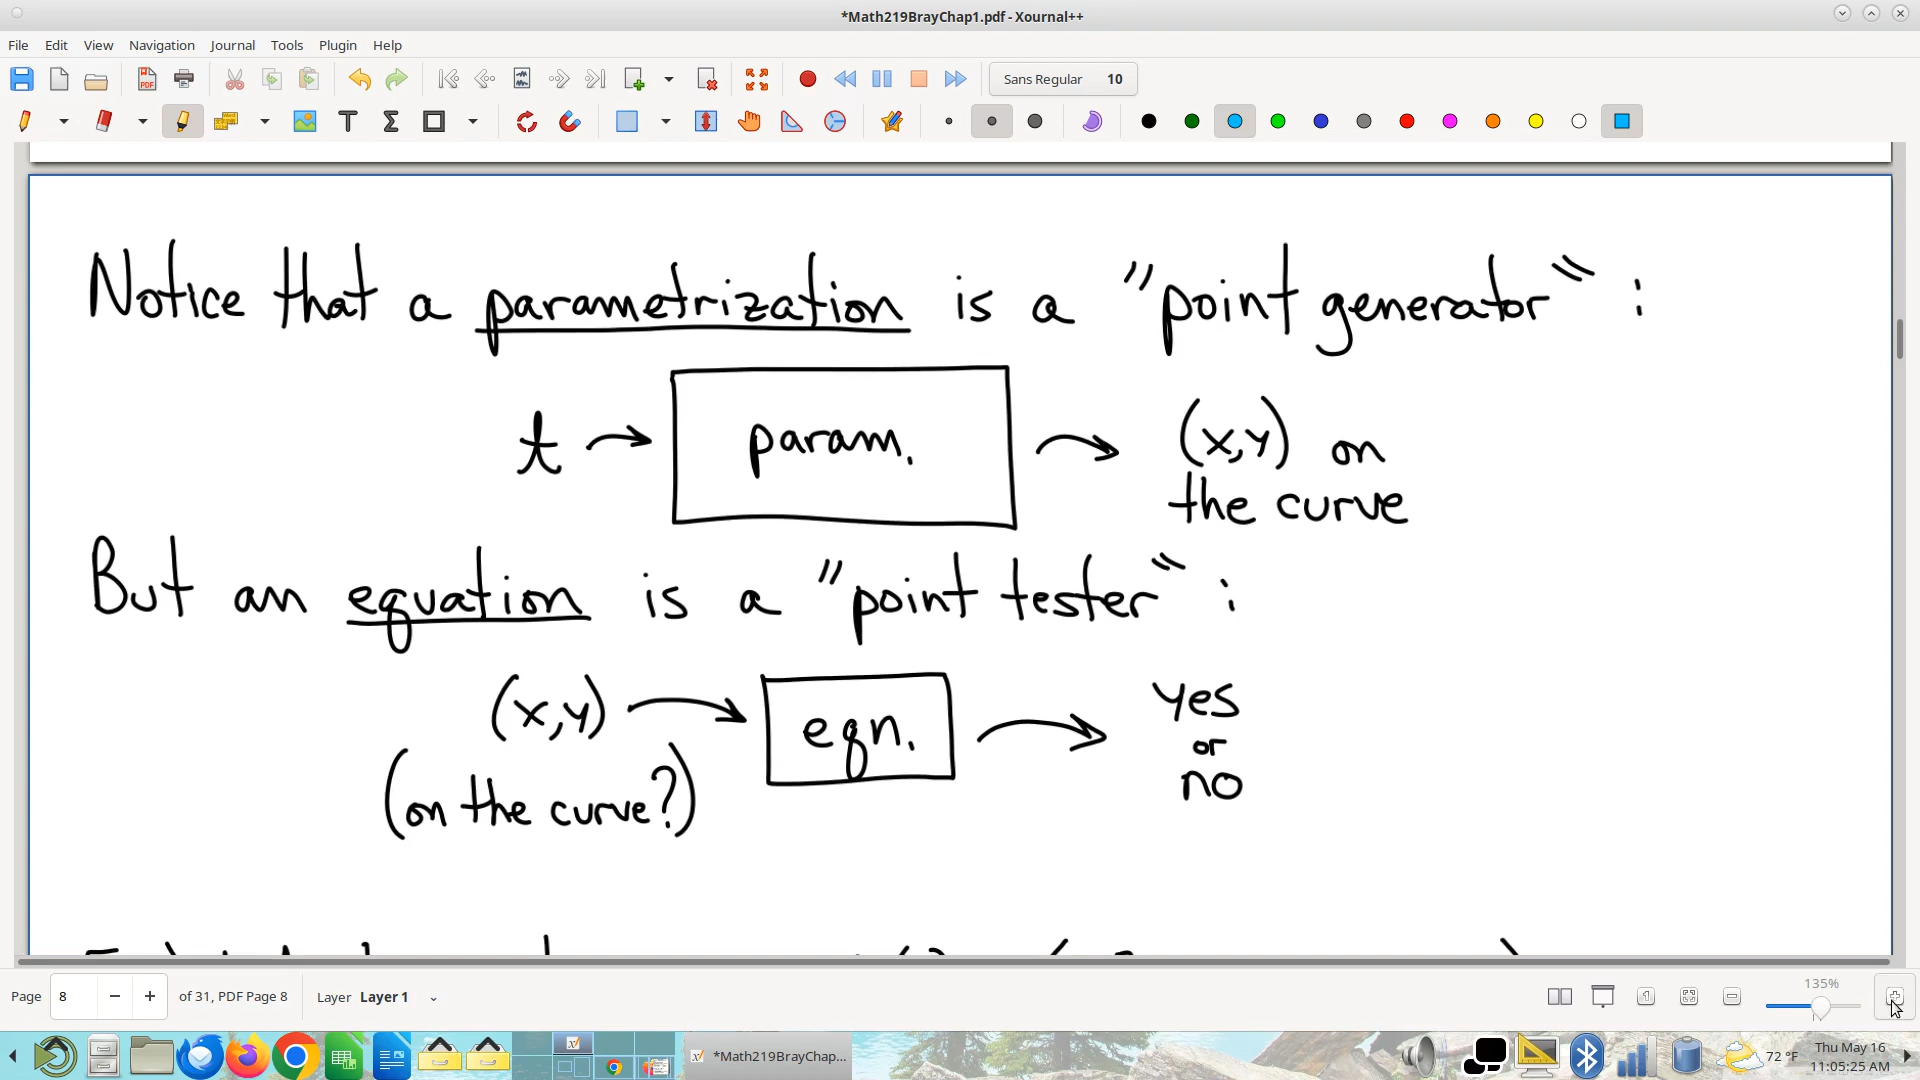 *Math219BrayChap1.pdf - Xournal++
File Edit View Navigation Journal Tools Plugin Help
Sans Regular 10
Notice that a parametrization is a "point generator" :
t → param. → (x,y) on
the curve
But an equation is a "point tester" :
(x,y) → eqn. → yes
or
no
(on the curve?)
Page 8 of 31, PDF Page 8 Layer Layer 1
135%
*Math219BrayChap...
72 °F
Thu May 16
11:05:25 AM